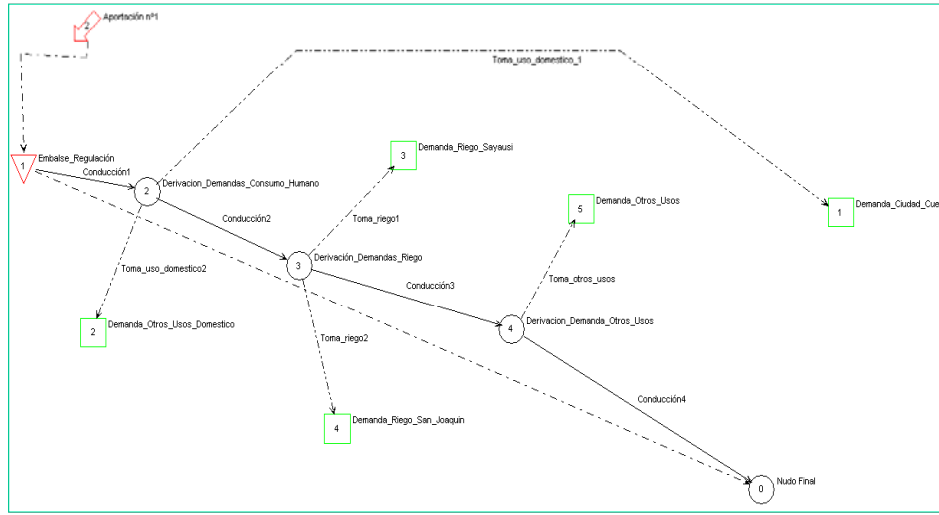 Aportación nº1
2
Toma_uso_domestico_1
Embalse_Regulación
1
Conducción1
Demanda_Riego_Sayausi
3
2
Derivacion_Demandas_Consumo_Humano
Demanda_Otros_Usos
5
Demanda_Ciudad_Cue
1
Conducción2
Toma_riego1
Toma_uso_domestico2
3
Derivación_Demandas_Riego
Toma_otros_usos
Conducción3
2
Demanda_Otros_Usos_Domestico
Toma_riego2
4
Derivacion_Demanda_Otros_Usos
Conducción4
4
Demanda_Riego_San_Joaquin
0
Nudo Final